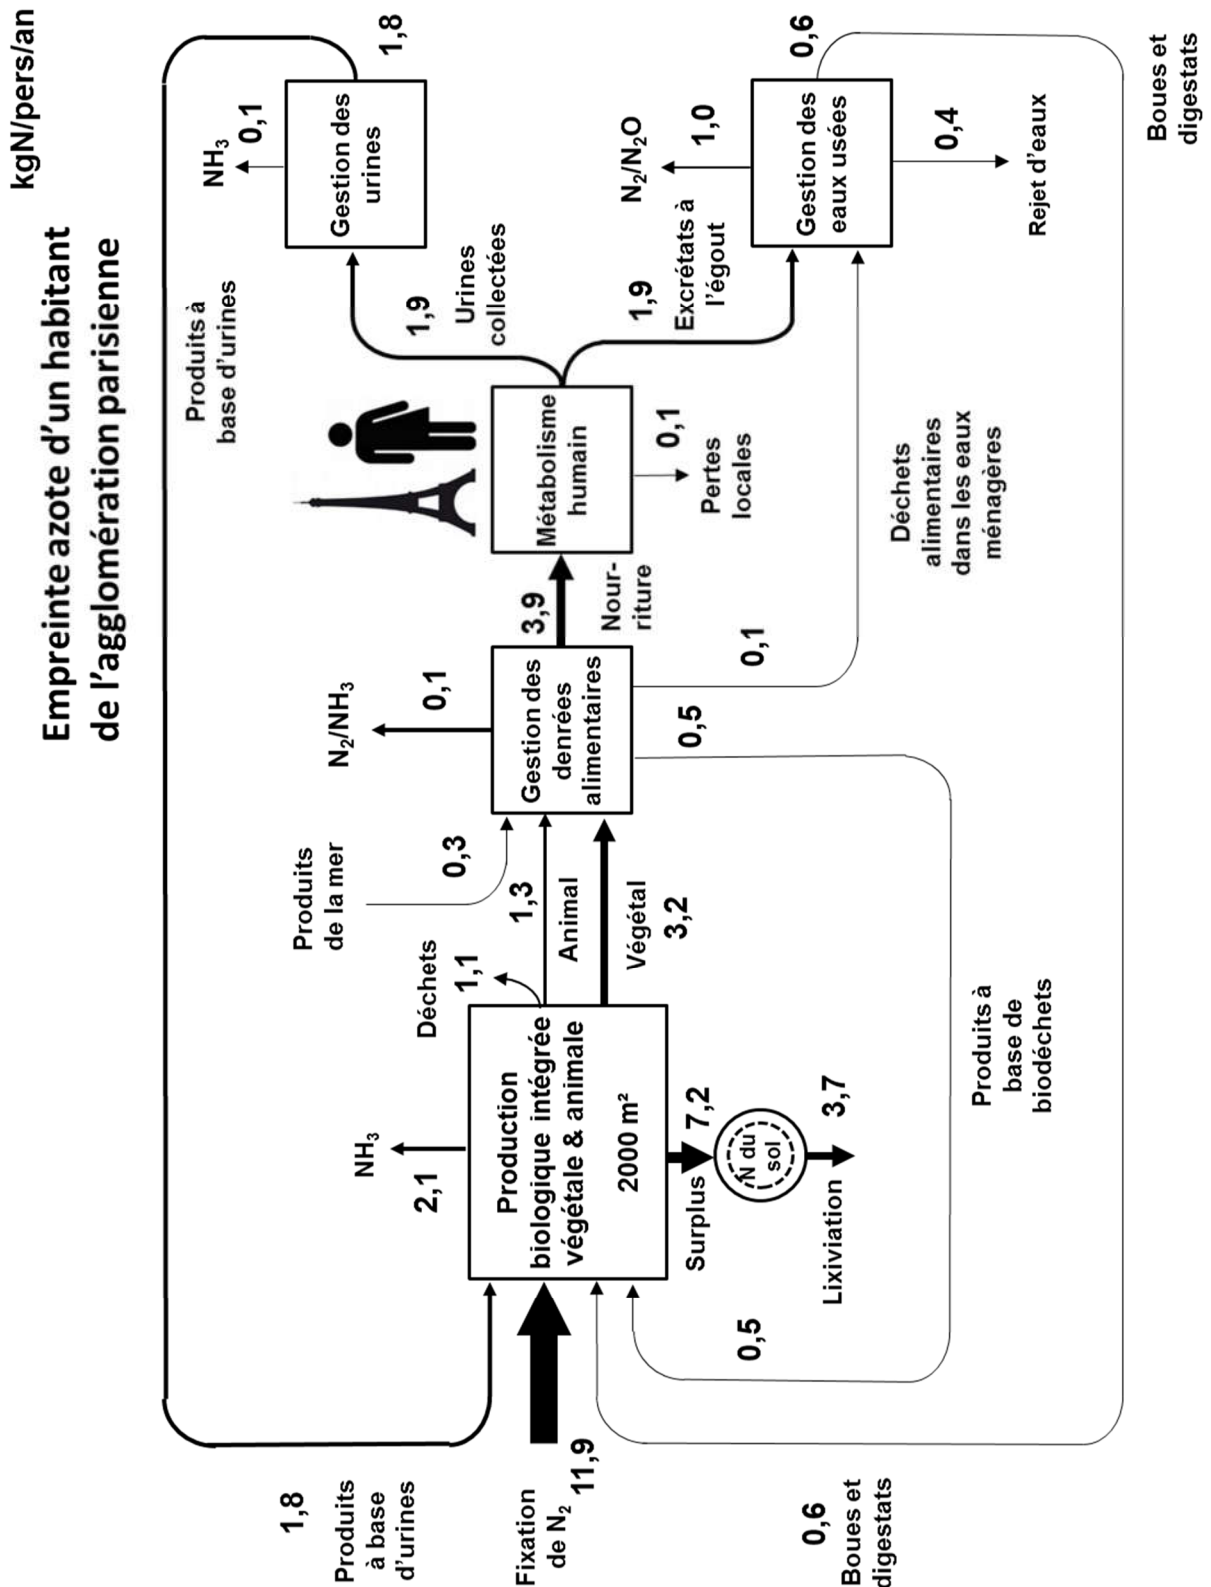 kgN/pers/an
Empreinte azote d'un habitant
de l'agglomération parisienne
1,8
Produits
à base
d'urines
Fixation
de N₂
11,9
0,6
Boues et
digestats
NH₃
2,1
Production
biologique intégrée
végétale & animale
2000 m²
Surplus
7,2
N du
sol
Lixiviation
3,7
0,5
Déchets
1,1
Produits
de la mer
0,3
1,3
Animal
Végétal
3,2
Produits à
base de
biodéchets
N₂/NH₃
0,1
Gestion des
denrées
alimentaires
0,5
0,1
3,9
Nour-
riture
Métabolisme
humain
0,1
Pertes
locales
Déchets
alimentaires
dans les eaux
ménagères
Produits à
base d'urines
1,9
Urines
collectées
1,9
Excrétats à
l'égout
NH₃
0,1
Gestion des
urines
1,8
N₂/N₂O
1,0
Gestion des
eaux usées
0,6
0,4
Rejet d'eaux
Boues et
digestats